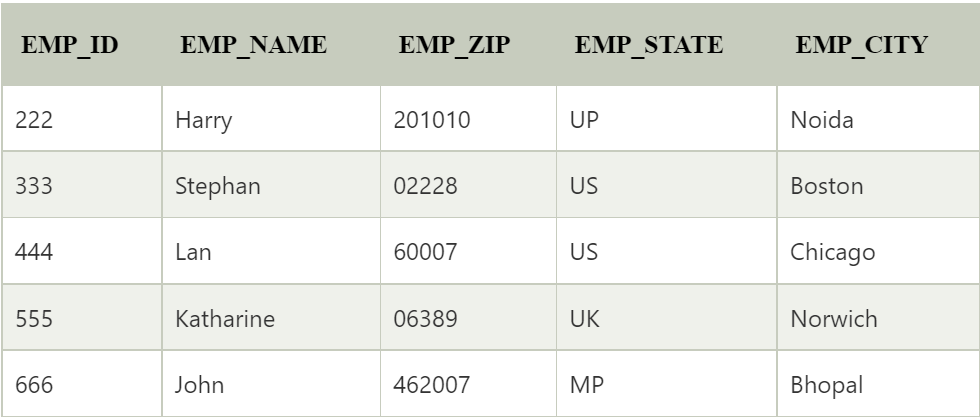 EMP_ID EMP_NAME EMP_ZIP EMP_STATE EMP_CITY
222 Harry 201010 UP Noida
333 Stephan 02228 US Boston
444 Lan 60007 US Chicago
555 Katharine 06389 UK Norwich
666 John 462007 MP Bhopal